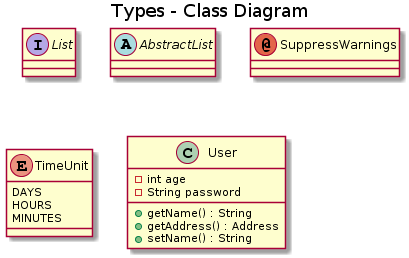 Types - Class Diagram
I List
A AbstractList
@ SuppressWarnings
E TimeUnit
DAYS
HOURS
MINUTES
C User
int age
String password
getName() : String
getAddress() : Address
setName() : String